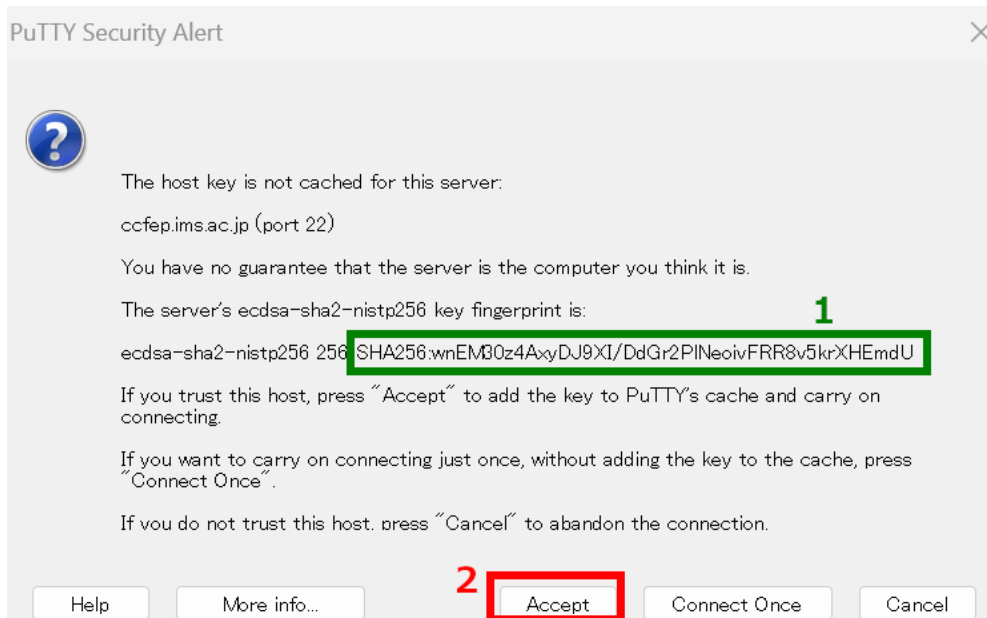 PuTTY Security Alert
?
The host key is not cached for this server:
ccfep.ims.ac.jp (port 22)
You have no guarantee that the server is the computer you think it is.
The server's ecdsa-sha2-nistp256 key fingerprint is:
1
ecdsa-sha2-nistp256 256 SHA256:wnEM30z4AxyDJ9XI/DdGr2PINeoivFRR8v5krXHEmdU
If you trust this host, press "Accept" to add the key to PuTTY's cache and carry on
connecting.
If you want to carry on connecting just once, without adding the key to the cache, press
"Connect Once".
If you do not trust this host, press "Cancel" to abandon the connection.
2
Help
More info...
Accept
Connect Once
Cancel